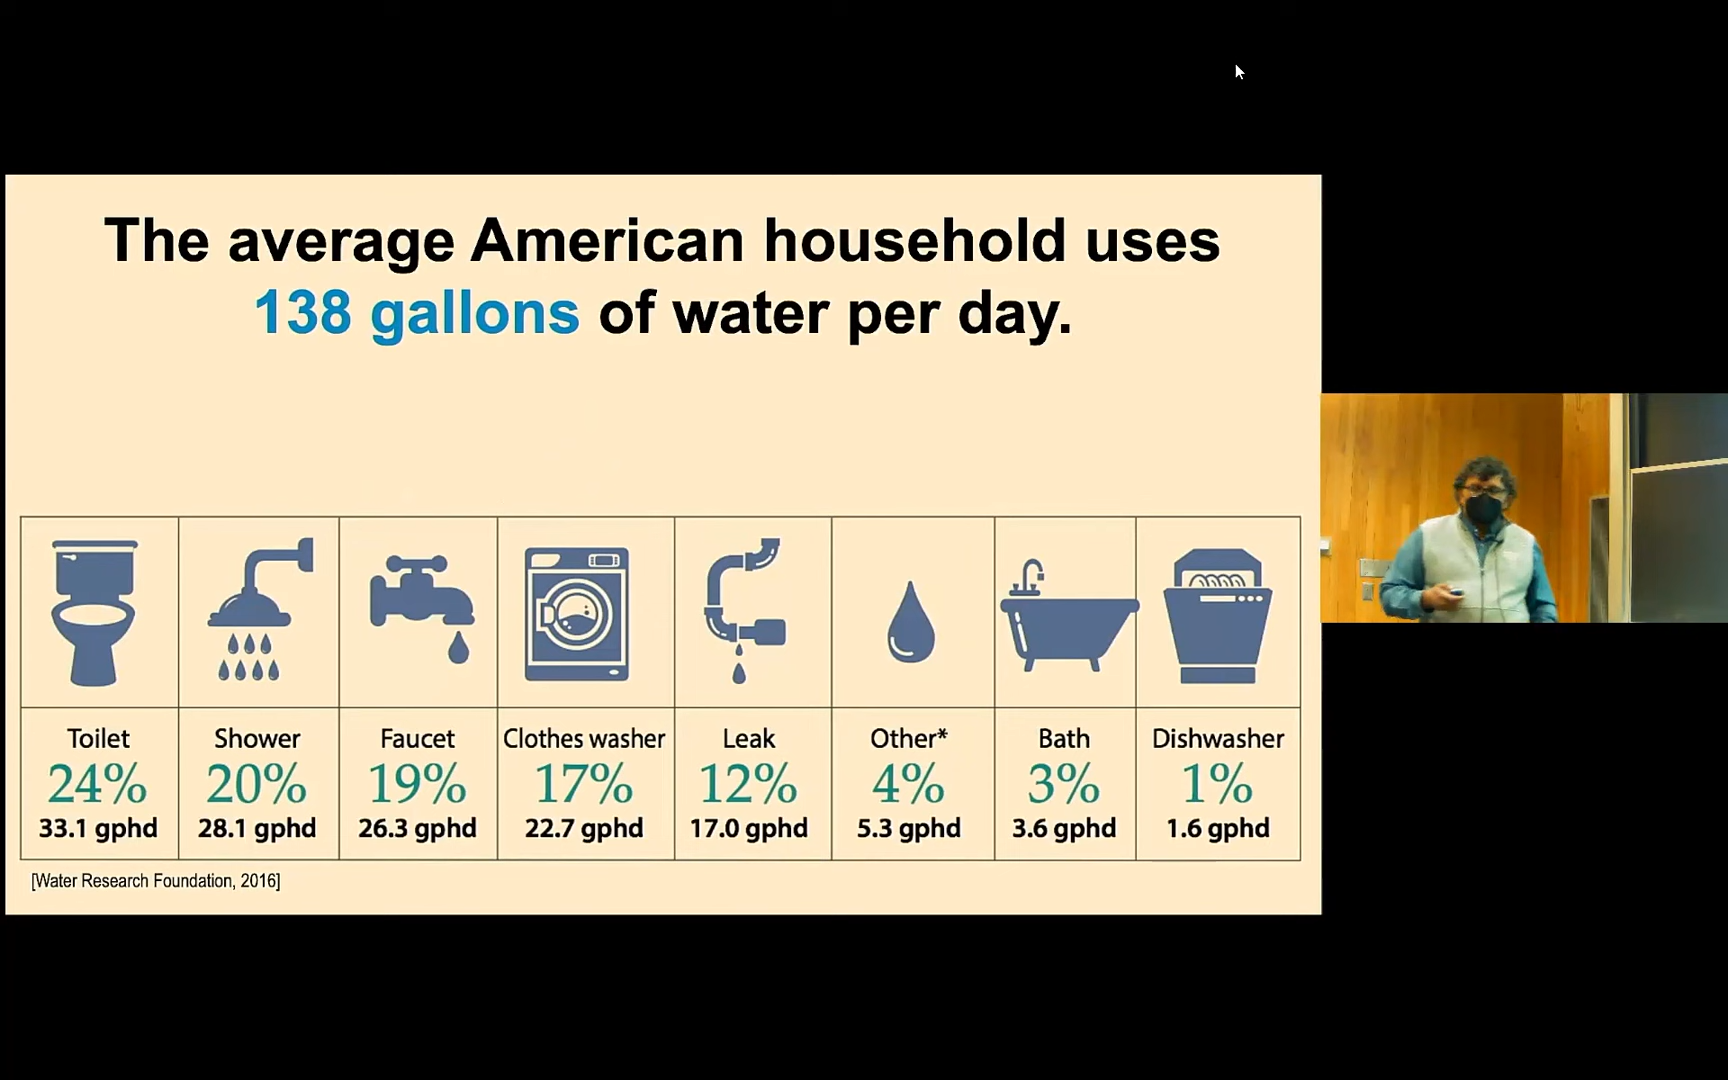 The average American household uses
138 gallons of water per day.
Toilet
24%
33.1 gphd
Shower
20%
28.1 gphd
Faucet
19%
26.3 gphd
Clothes washer
17%
22.7 gphd
Leak
12%
17.0 gphd
Other*
4%
5.3 gphd
Bath
3%
3.6 gphd
Dishwasher
1%
1.6 gphd
[Water Research Foundation, 2016]